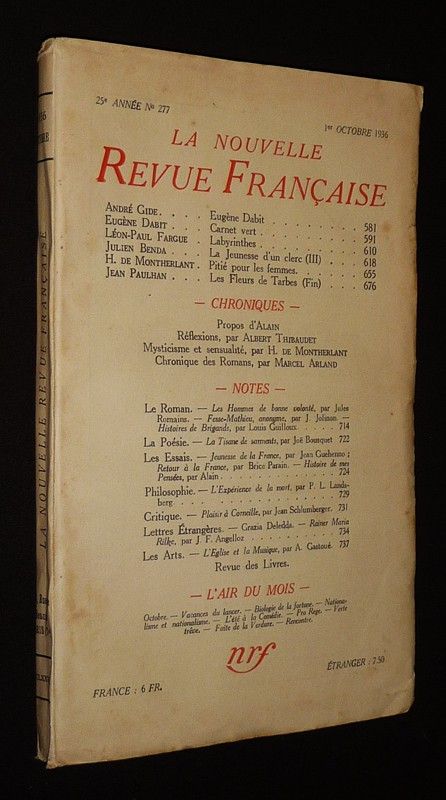 25e ANNÉE No 277
1er OCTOBRE 1936
LA NOUVELLE
REVUE FRANÇAISE
ANDRÉ GIDE. . . . Eugène Dabit . . . . . . . 581
EUGÈNE DABIT . . . Carnet vert . . . . . . . . 591
LÉON-PAUL FARGUE . Labyrinthes . . . . . . . . 610
JULIEN BENDA . . . La Jeunesse d'un clerc (III) . . 618
H. DE MONTHERLANT. Pitié pour les femmes. . . . . 655
JEAN PAULHAN . . . Les Fleurs de Tarbes (Fin) . . . 676
— CHRONIQUES —
Propos d'ALAIN
Réflexions, par ALBERT THIBAUDET
Mysticisme et sensualité, par H. DE MONTHERLANT
Chronique des Romans, par MARCEL ARLAND
— NOTES —
Le Roman. — Les Hommes de bonne volonté, par Jules
Romains. — Fesse-Mathieu, anonyme, par J. Jolinon —
Histoires de Brigands, par Louis Guilloux. . . . . . 714
La Poésie. — La Tisane de sarments, par Joë Bousquet 722
Les Essais. — Jeunesse de la France, par Jean Guéhenno ;
Retour à la France, par Brice Parain. — Histoire de mes
Pensées, par Alain. . . . . . . . . . . . 724
Philosophie. — L'Expérience de la mort, par P. L. Lands-
berg . . . . . . . . . . . . . . . 729
Critique. — Plaisir à Corneille, par Jean Schlumberger. 731
Lettres Étrangères. — Grazia Deledda. — Rainer Maria
Rilke, par J. F. Angelloz . . . . . . . . . 734
Les Arts. — L'Eglise et la Musique, par A. Gastoué. 737
Revue des Livres.
— L'AIR DU MOIS —
Octobre. — Vacances du lancer. — Biologie de la fortune. — Nationa-
lisme et nationalisme. — L'été à la Comédie. — Pro Rege. — Verte
trêve. — Faîte de la Verdure. — Rencontre.
nrf
FRANCE : 6 FR.
ÉTRANGER : 7 50
LA NOUVELLE REVUE FRANÇAISE